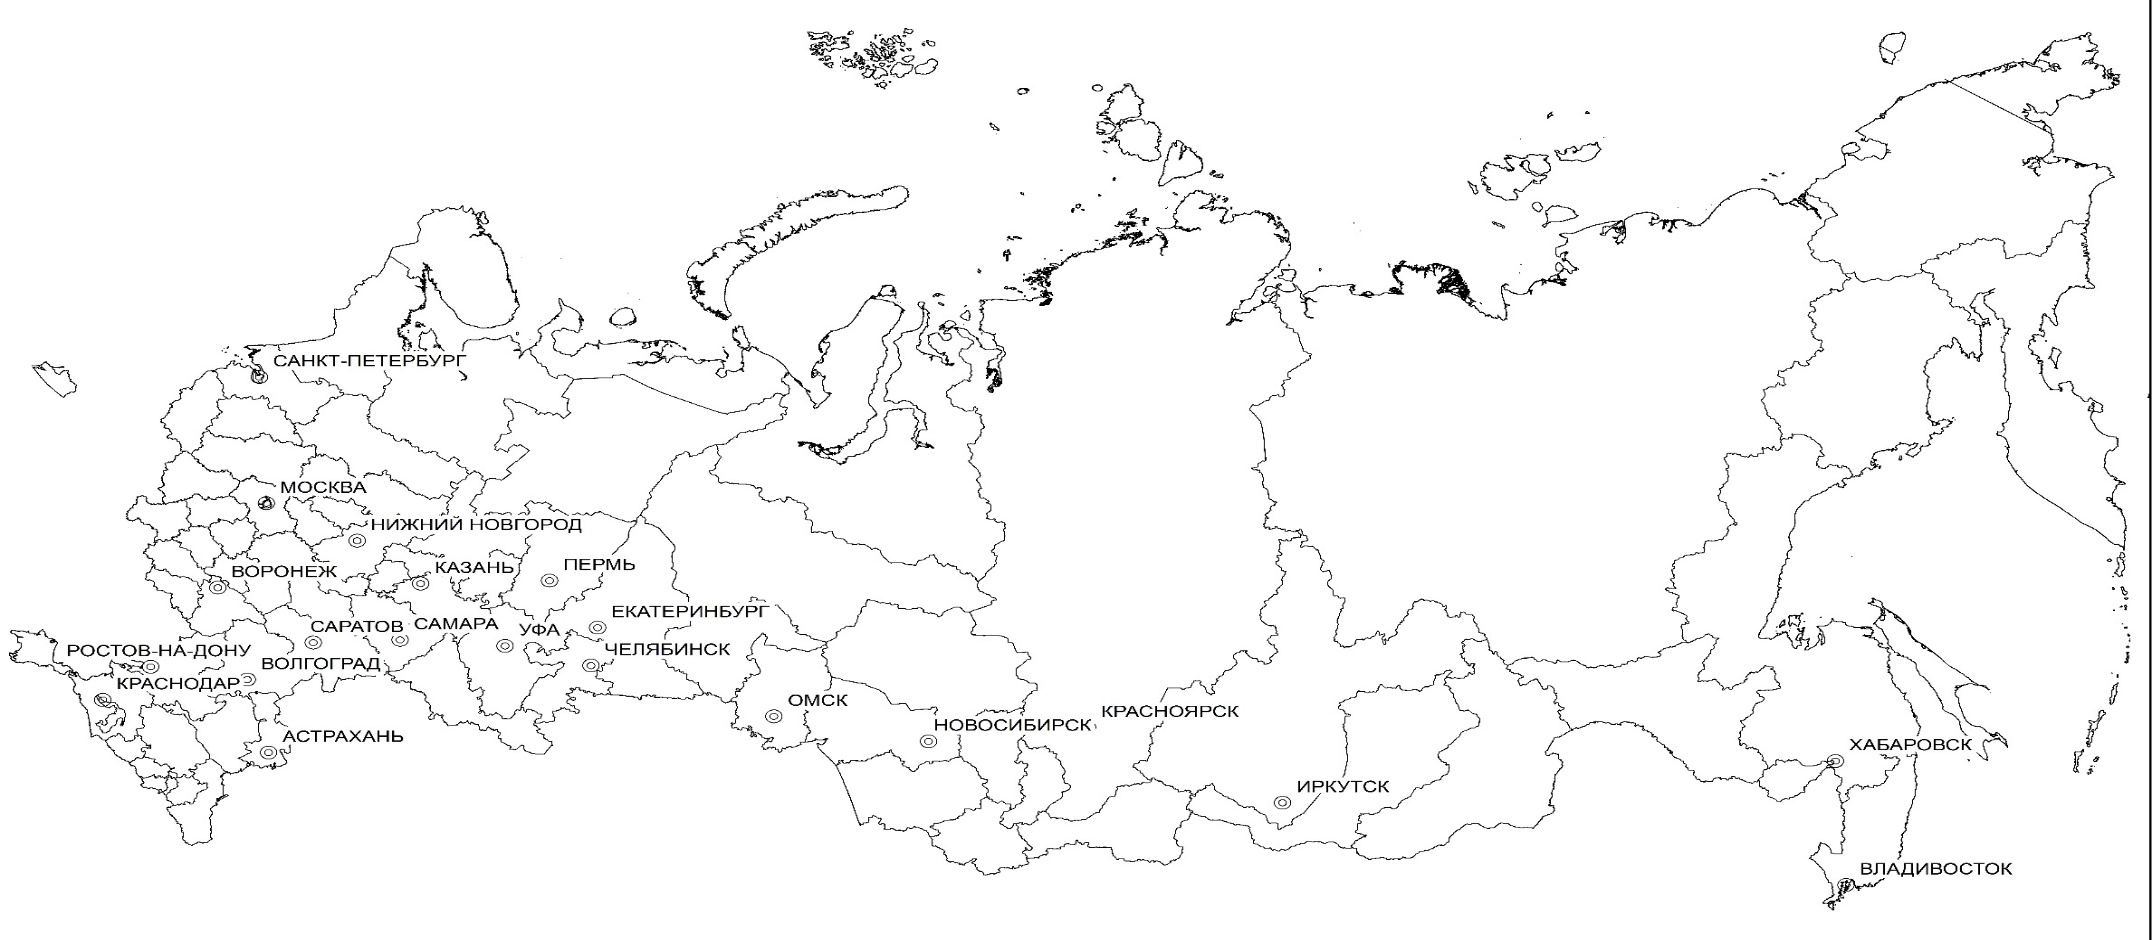 САНКТ-ПЕТЕРБУРГ
МОСКВА
НИЖНИЙ НОВГОРОД
ВОРОНЕЖ
КАЗАНЬ
ПЕРМЬ
ЕКАТЕРИНБУРГ
САРАТОВ
САМАРА
УФА
ЧЕЛЯБИНСК
РОСТОВ-НА-ДОНУ
ВОЛГОГРАД
КРАСНОДАР
ОМСК
КРАСНОЯРСК
НОВОСИБИРСК
АСТРАХАНЬ
ХАБАРОВСК
ИРКУТСК
ВЛАДИВОСТОК